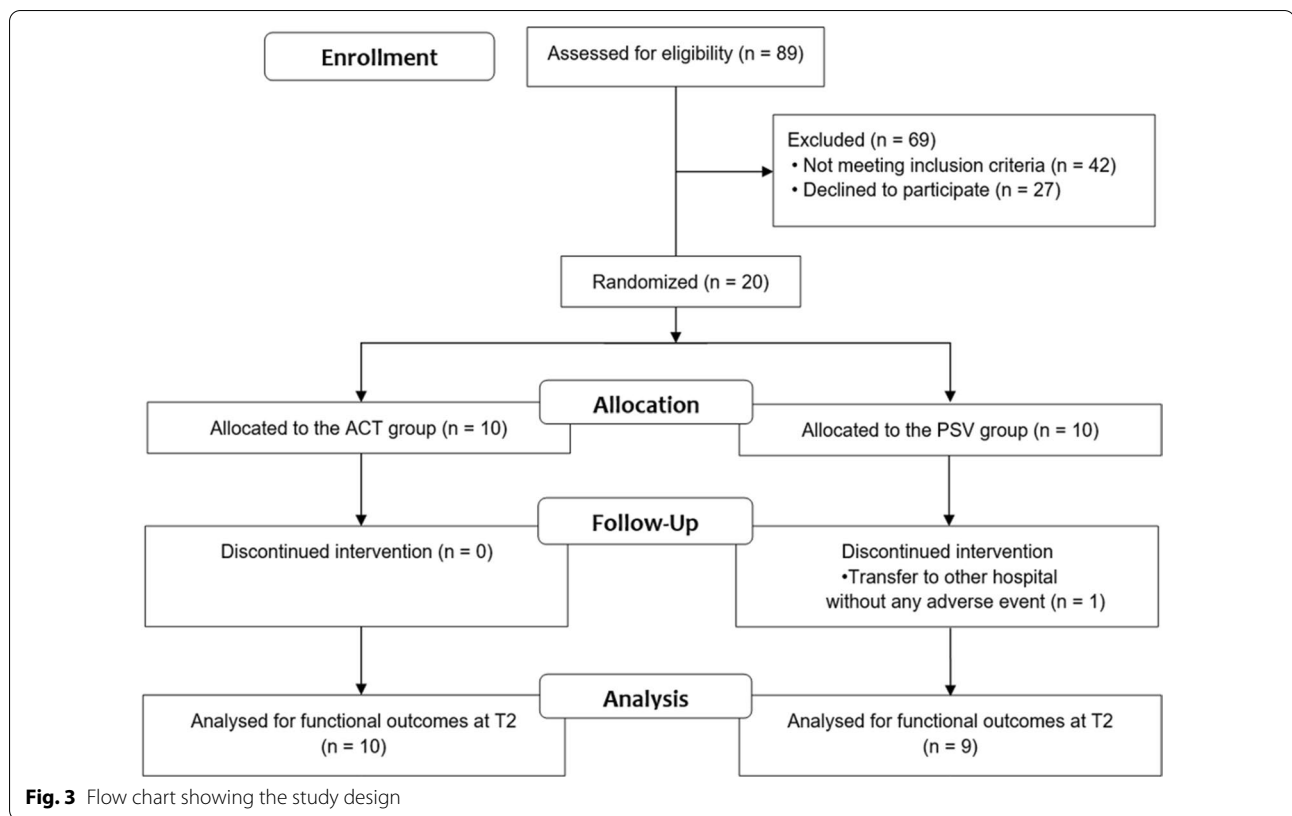 Enrollment
Assessed for eligibility (n = 89)
Excluded (n = 69)
• Not meeting inclusion criteria (n = 42)
• Declined to participate (n = 27)
Randomized (n = 20)
Allocation
Allocated to the ACT group (n = 10)
Allocated to the PSV group (n = 10)
Follow-Up
Discontinued intervention (n = 0)
Discontinued intervention
•Transfer to other hospital
without any adverse event (n = 1)
Analysis
Analysed for functional outcomes at T2
(n = 10)
Analysed for functional outcomes at T2
(n = 9)
Fig. 3 Flow chart showing the study design